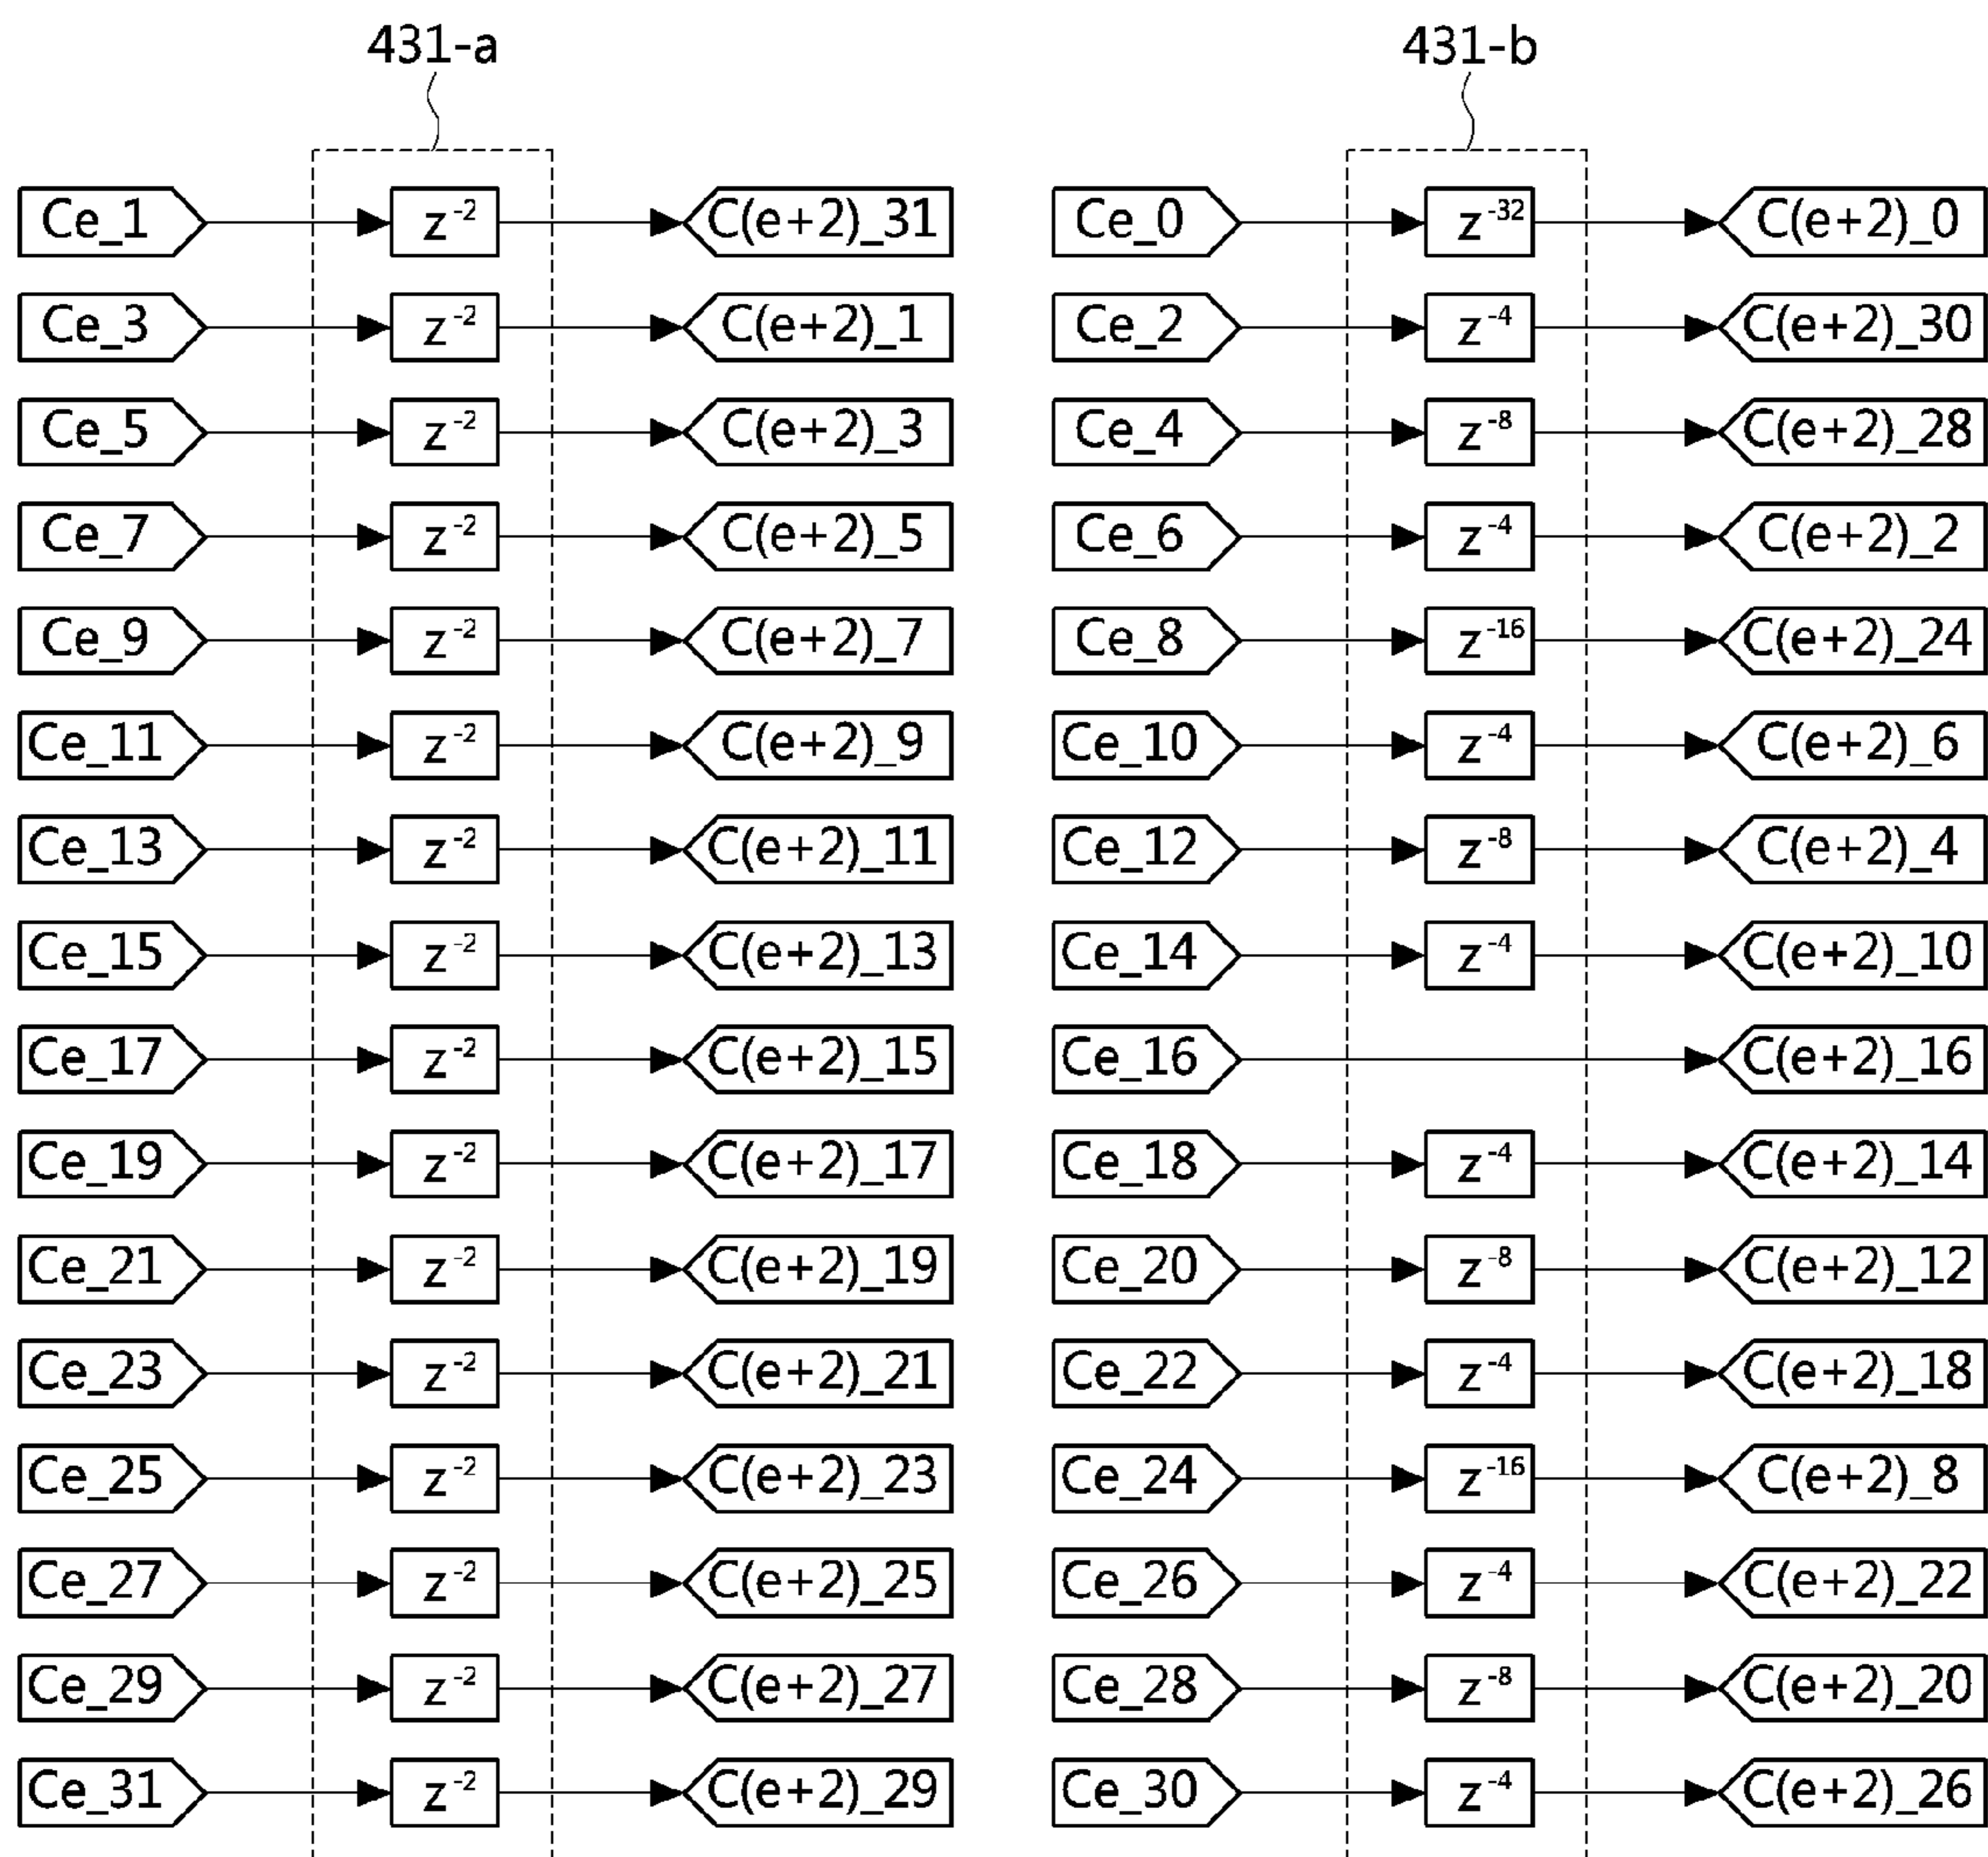 431-a 431-b
Ce_1 z-2 C(e+2)_31 Ce_0 z-32 C(e+2)_0
Ce_3 z-2 C(e+2)_1 Ce_2 z-4 C(e+2)_30
Ce_5 z-2 C(e+2)_3 Ce_4 z-8 C(e+2)_28
Ce_7 z-2 C(e+2)_5 Ce_6 z-4 C(e+2)_2
Ce_9 z-2 C(e+2)_7 Ce_8 z-16 C(e+2)_24
Ce_11 z-2 C(e+2)_9 Ce_10 z-4 C(e+2)_6
Ce_13 z-2 C(e+2)_11 Ce_12 z-8 C(e+2)_4
Ce_15 z-2 C(e+2)_13 Ce_14 z-4 C(e+2)_10
Ce_17 z-2 C(e+2)_15 Ce_16 C(e+2)_16
Ce_19 z-2 C(e+2)_17 Ce_18 z-4 C(e+2)_14
Ce_21 z-2 C(e+2)_19 Ce_20 z-8 C(e+2)_12
Ce_23 z-2 C(e+2)_21 Ce_22 z-4 C(e+2)_18
Ce_25 z-2 C(e+2)_23 Ce_24 z-16 C(e+2)_8
Ce_27 z-2 C(e+2)_25 Ce_26 z-4 C(e+2)_22
Ce_29 z-2 C(e+2)_27 Ce_28 z-8 C(e+2)_20
Ce_31 z-2 C(e+2)_29 Ce_30 z-4 C(e+2)_26